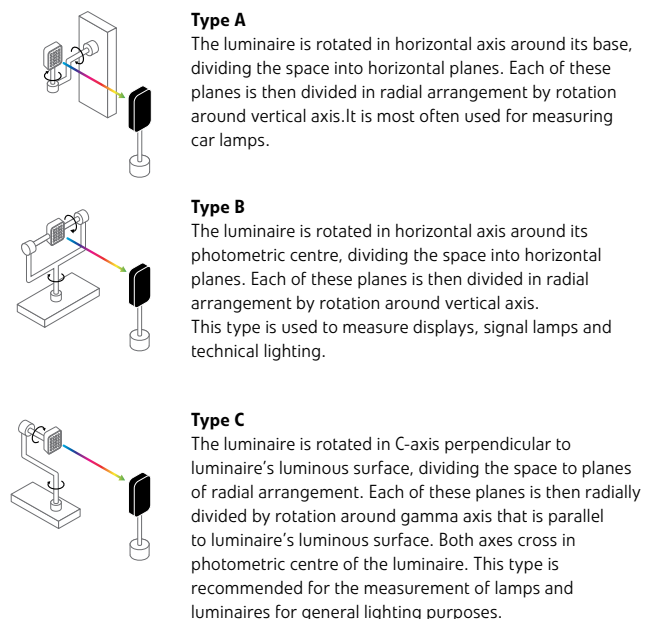 Type A
The luminaire is rotated in horizontal axis around its base,
dividing the space into horizontal planes. Each of these
planes is then divided in radial arrangement by rotation
around vertical axis.It is most often used for measuring
car lamps.
Type B
The luminaire is rotated in horizontal axis around its
photometric centre, dividing the space into horizontal
planes. Each of these planes is then divided in radial
arrangement by rotation around vertical axis.
This type is used to measure displays, signal lamps and
technical lighting.
Type C
The luminaire is rotated in C-axis perpendicular to
luminaire's luminous surface, dividing the space to planes
of radial arrangement. Each of these planes is then radially
divided by rotation around gamma axis that is parallel
to luminaire's luminous surface. Both axes cross in
photometric centre of the luminaire. This type is
recommended for the measurement of lamps and
luminaires for general lighting purposes.